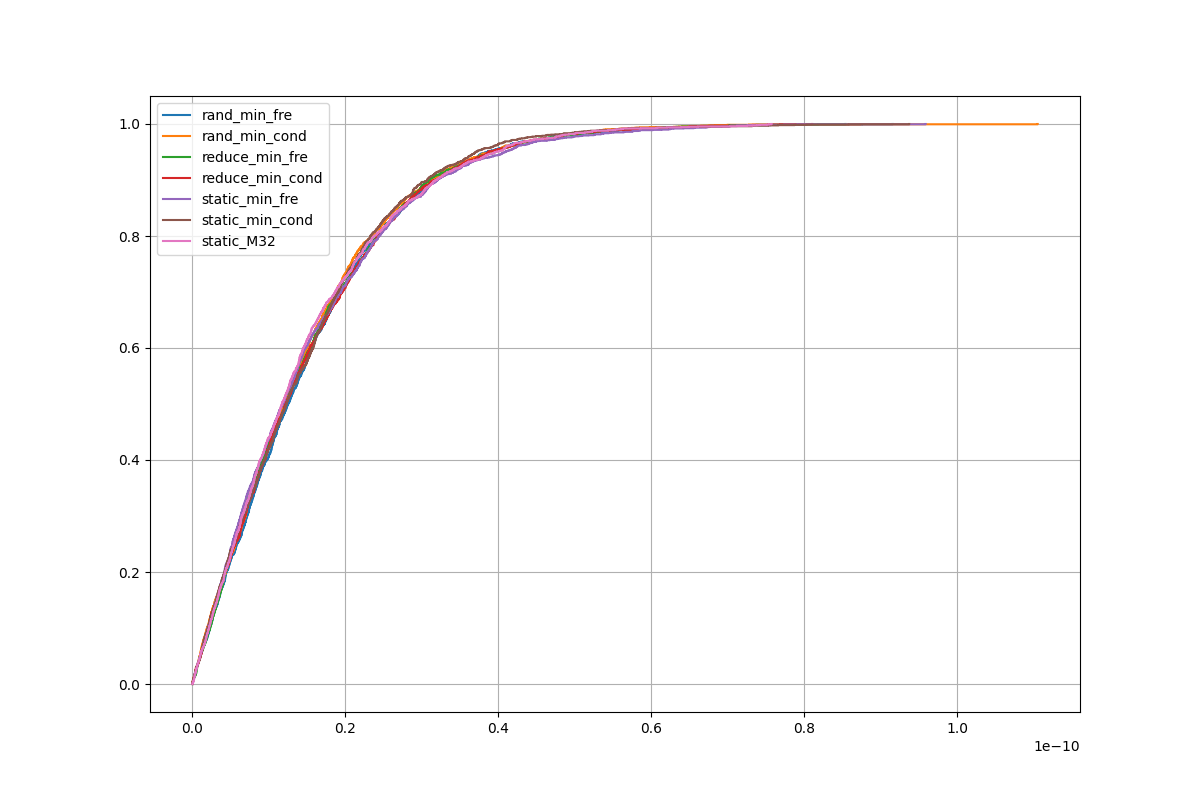 rand_min_fre
rand_min_cond
reduce_min_fre
reduce_min_cond
static_min_fre
static_min_cond
static_M32
1.0
0.8
0.6
0.4
0.2
0.0
0.0 0.2 0.4 0.6 0.8 1.0
1e−10